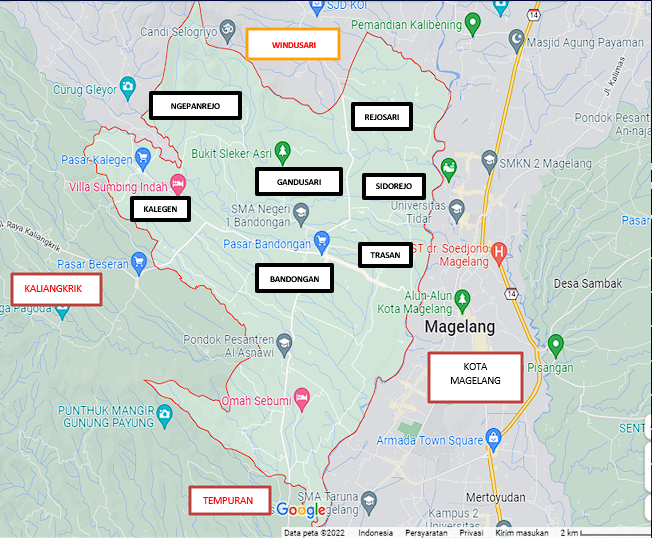 SJD KOI
14
Pemandian Kalibening
Candi Selogriyo
WINDUSARI
Masjid Agung Payaman
Curug Gleyor
Jl. Kalimas
NGEPANREJO
REJOSARI
Pondok Pesantren
An-naja
Bukit Sleker Asri
Pasar Kalegen
SMKN 2 Magelang
GANDUSARI
SIDOREJO
Villa Sumbing Indah
KALEGEN
SMA Negeri
1 Bandongan
Universitas
Tidar
Jl. Raya Kaliangkrik
Pasar Bandongan
TRASAN
ST dr. Soedjono
Magelang
Pasar Beseran
BANDONGAN
KALIANGKRIK
Desa Sambak
14
Alun-Alun
Kota Magelang
ga Pagoda
Magelang
Pondok Pesantren
Al Asnawi
KOTA
MAGELANG
Pisangan
Omah Sebumi
PUNTHUK MANGIR
GUNUNG PAYUNG
SENT
Armada Town Square
TEMPURAN
SMA Taruna
Google
Mertoyudan
Kampus 2
Data peta ©2022 Indonesia Persyaratan Privasi Kirim masukan 2 km